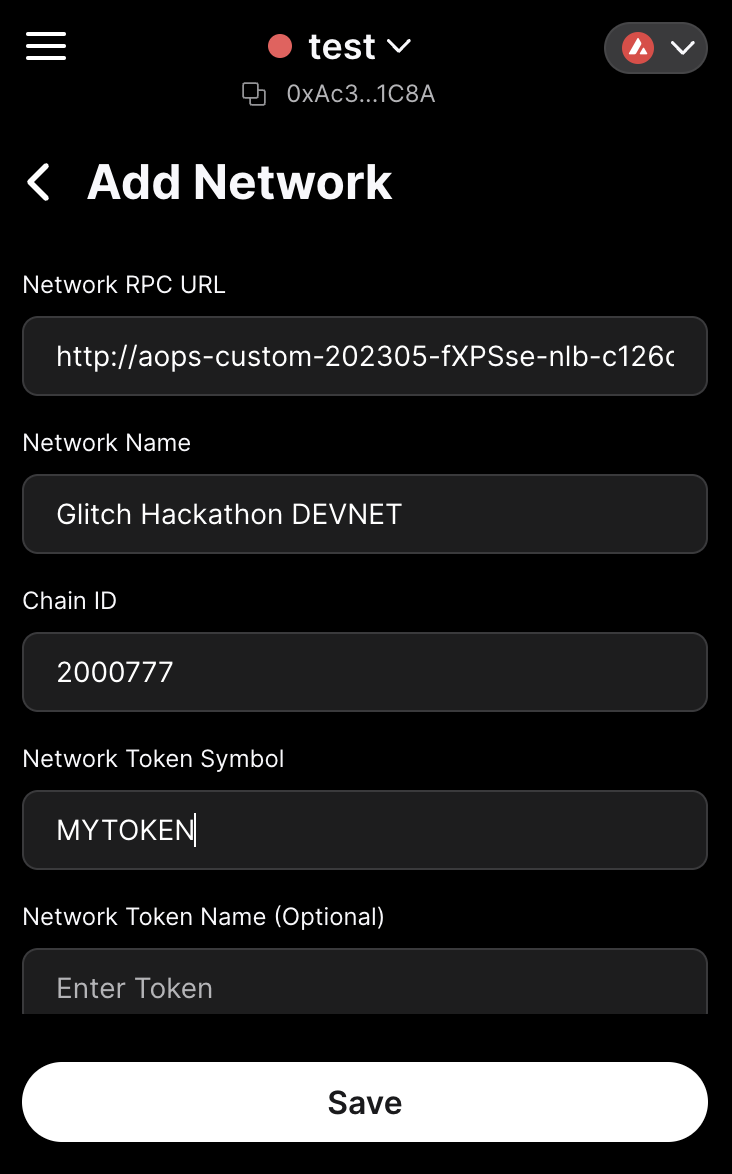 test
0xAc3...1C8A
Add Network
Network RPC URL
http://aops-custom-202305-fXPSse-nlb-c126c
Network Name
Glitch Hackathon DEVNET
Chain ID
2000777
Network Token Symbol
MYTOKEN
Network Token Name (Optional)
Enter Token
Save